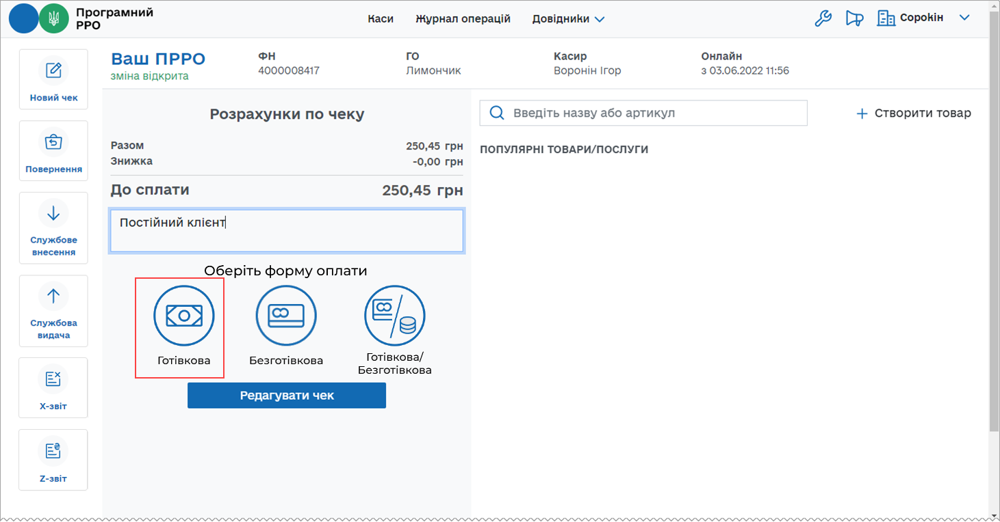 Програмний
РРО
Каси
Журнал операцій
Довідники
Сорокін
Новий чек
Повернення
Службове
внесення
Службова
видача
X-звіт
Z-звіт
Ваш ПРРО
зміна відкрита
ФН
4000008417
ГО
Лимончик
Касир
Воронін Ігор
Онлайн
з 03.06.2022 11:56
Розрахунки по чеку
Разом 250,45 грн
Знижка -0,00 грн
До сплати 250,45 грн
Постійний клієнт
Оберіть форму оплати
Готівкова
Безготівкова
Готівкова/
Безготівкова
Редагувати чек
Введіть назву або артикул
Створити товар
ПОПУЛЯРНІ ТОВАРИ/ПОСЛУГИ